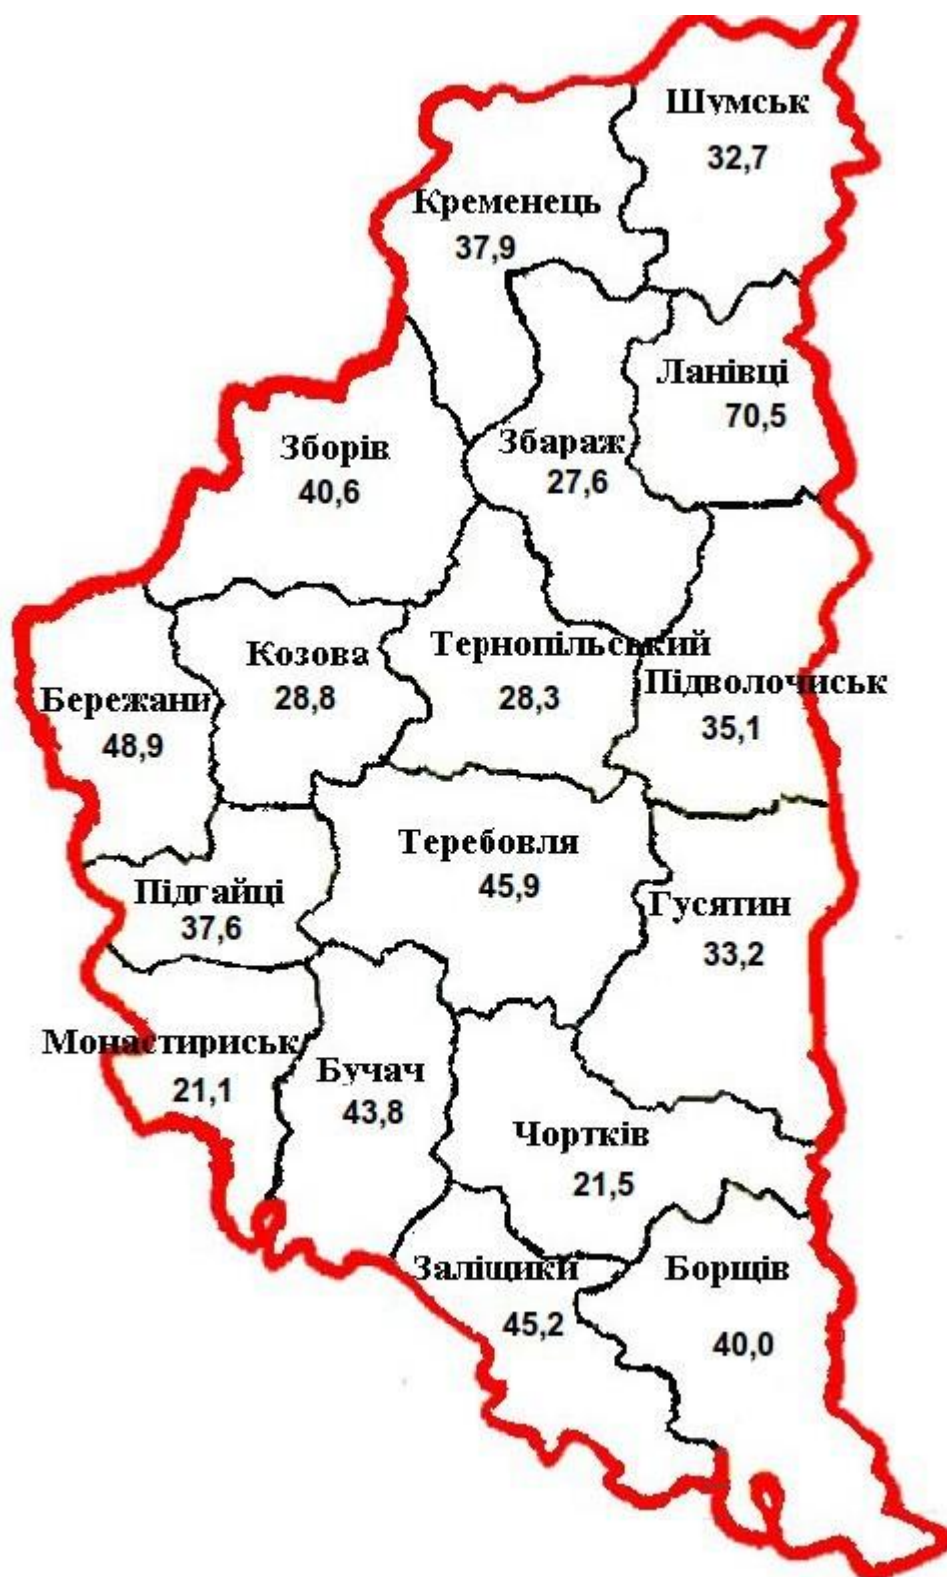 Шумськ
32,7
Кременець
37,9
Ланівці
70,5
Збараж
27,6
Зборів
40,6
Тернопільський
28,3
Козова
28,8
Підволочиськ
35,1
Бережани
48,9
Теребовля
45,9
Підгайці
37,6
Гусятин
33,2
Монастириськ
21,1
Бучач
43,8
Чортків
21,5
Заліщики
45,2
Борщів
40,0